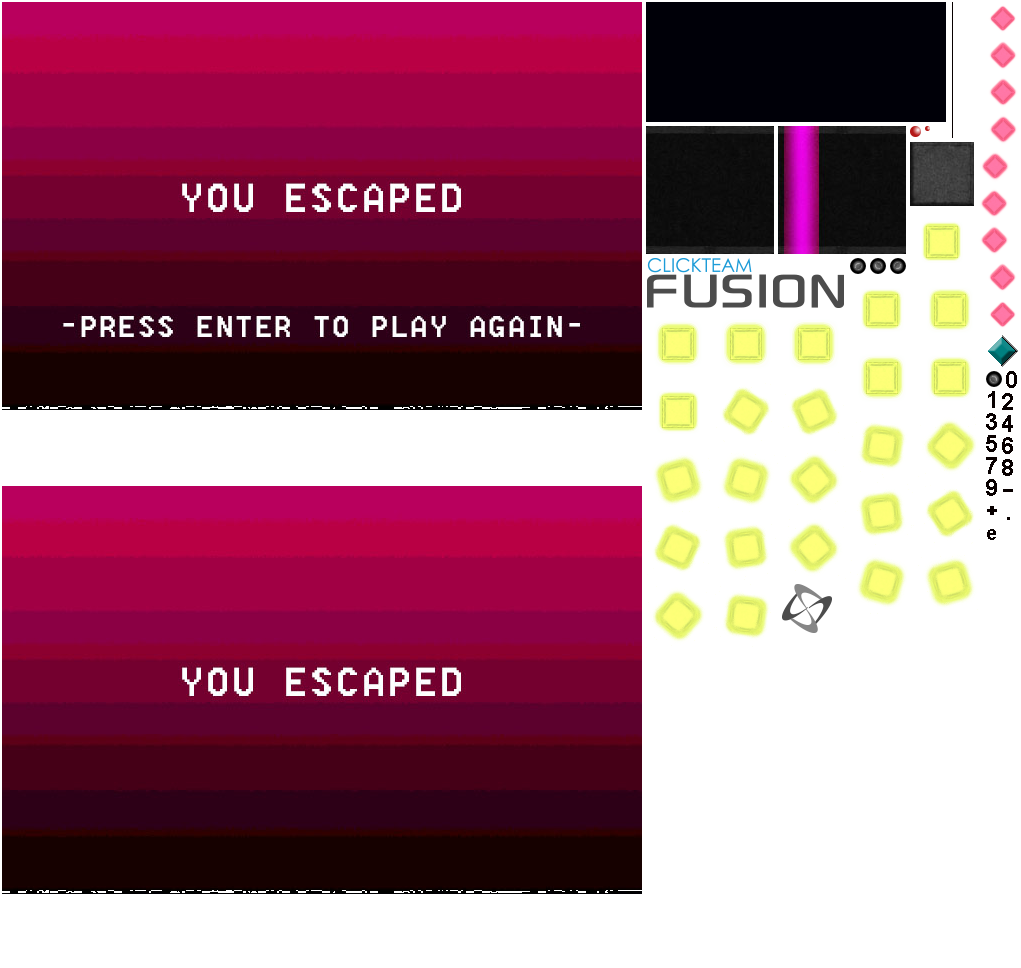 YOU ESCAPED
-PRESS ENTER TO PLAY AGAIN-
YOU ESCAPED
CLICKTEAM
FUSION
0
1 2
3 4
5 6
7 8
9 -
+ .
e